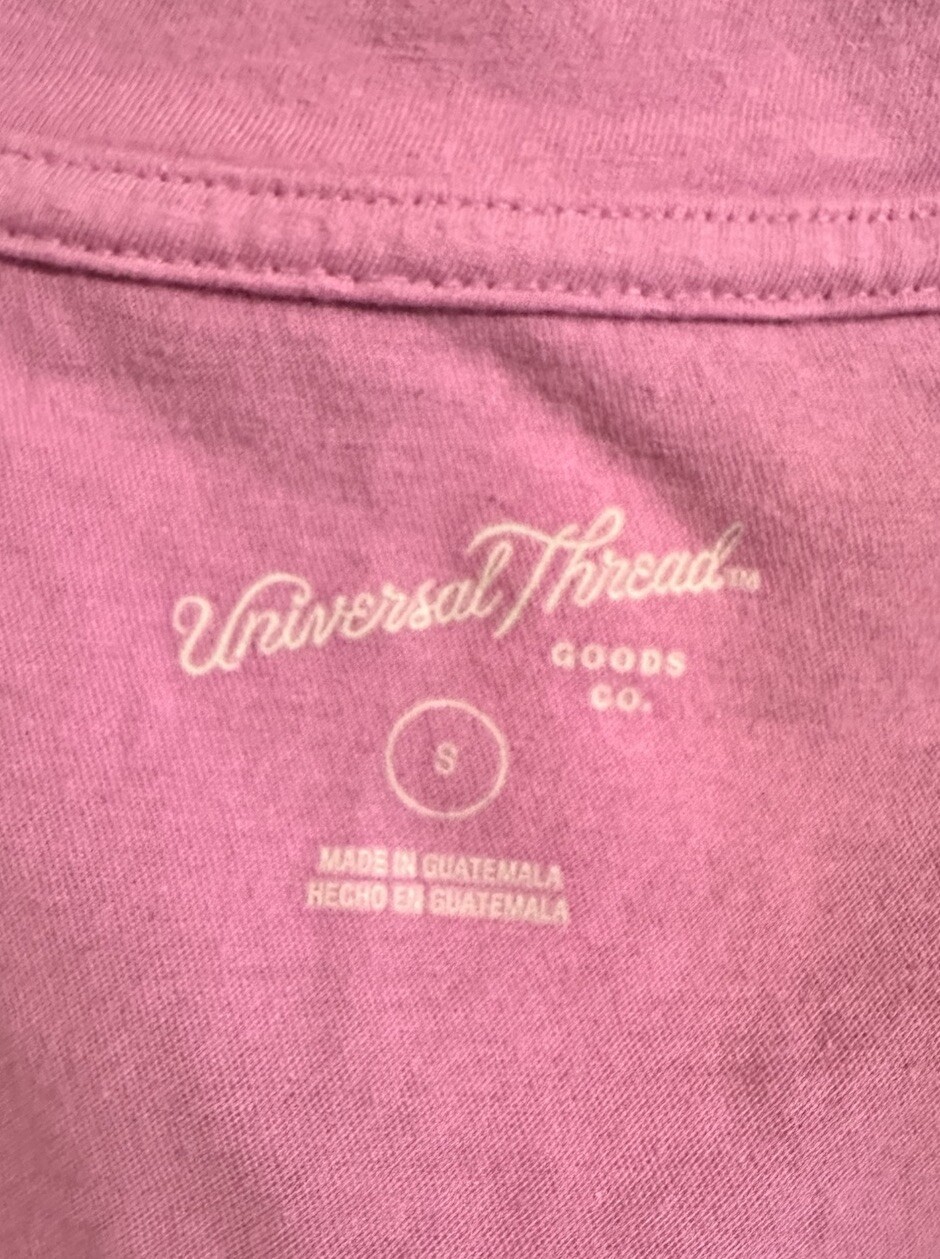 Universal Thread™
GOODS
CO.
S
MADE IN GUATEMALA
HECHO EN GUATEMALA